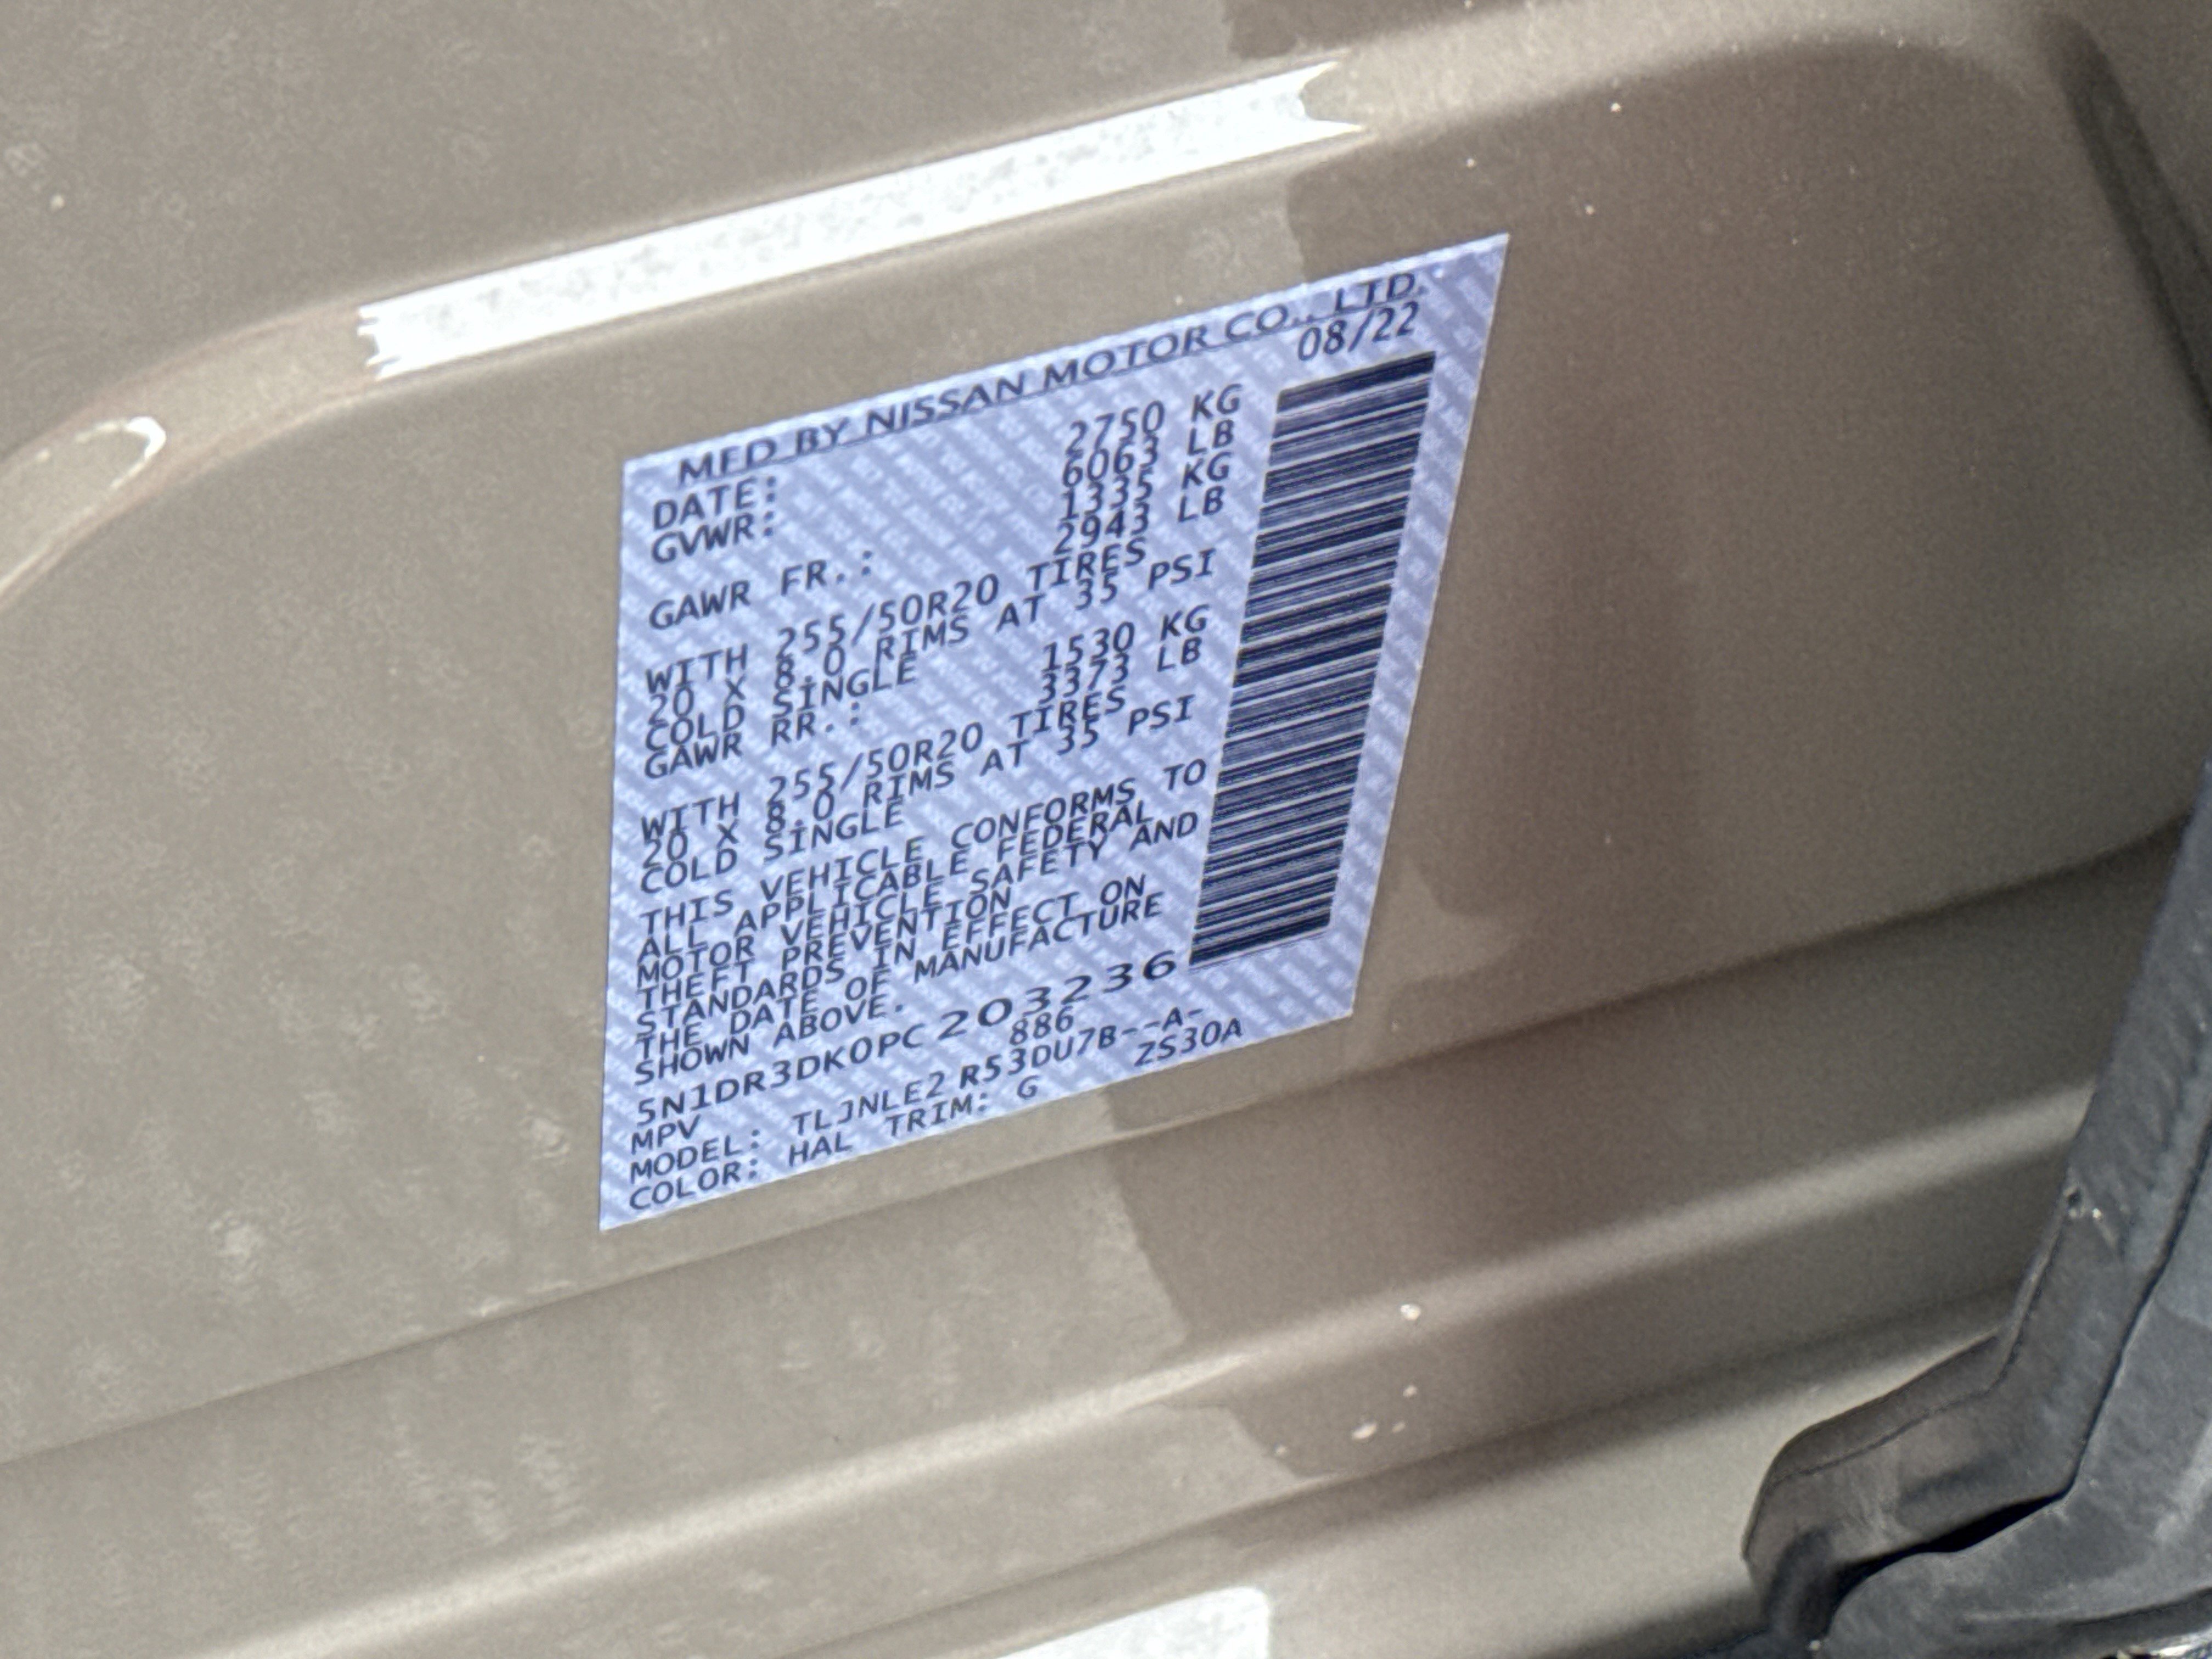 MFD BY NISSAN MOTOR CO., LTD.
DATE: 08/22
GVWR: 2750 KG
6063 LB
GAWR FR.: 1335 KG
2943 LB
WITH 255/50R20 TIRES
20 X 8.0 RIMS AT 35 PSI
COLD SINGLE
GAWR RR.: 1530 KG
3373 LB
WITH 255/50R20 TIRES
20 X 8.0 RIMS AT 35 PSI
COLD SINGLE
THIS VEHICLE CONFORMS TO
ALL APPLICABLE FEDERAL
MOTOR VEHICLE SAFETY AND
THEFT PREVENTION
STANDARDS IN EFFECT ON
THE DATE OF MANUFACTURE
SHOWN ABOVE.
5N1DR3DK0PC203236
MPV 886
MODEL: TLJNLE2 R53DU7B--A-
COLOR: HAL TRIM: G ZS30A